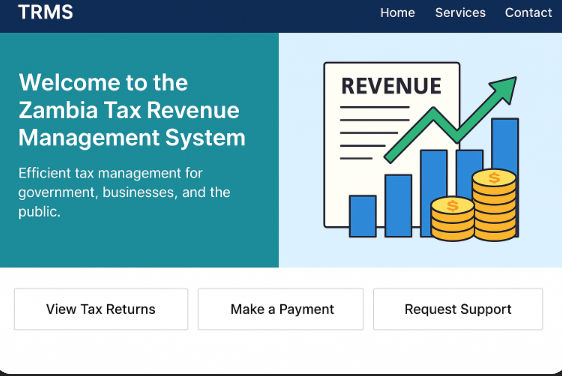 TRMS
Home Services Contact
Welcome to the
Zambia Tax Revenue
Management System
Efficient tax management for
government, businesses, and the
public.
REVENUE
$
$
View Tax Returns
Make a Payment
Request Support